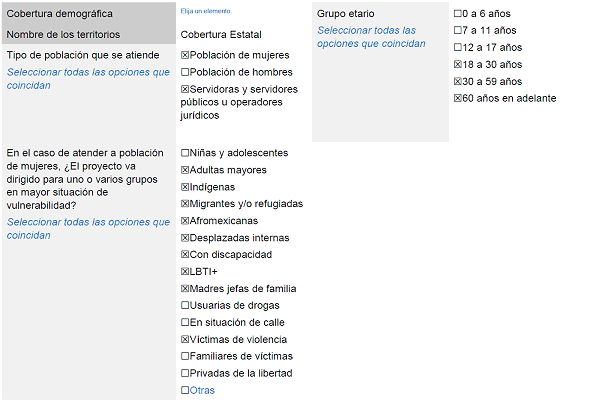 Cobertura demográfica
Elija un elemento.
Nombre de los territorios
Cobertura Estatal
Tipo de población que se atiende
Seleccionar todas las opciones que
coincidan
☒Población de mujeres
☐Población de hombres
☒Servidoras y servidores
públicos u operadores
jurídicos
Grupo etario
Seleccionar todas las
opciones que coincidan
☐0 a 6 años
☐7 a 11 años
☐12 a 17 años
☒18 a 30 años
☒30 a 59 años
☒60 años en adelante
En el caso de atender a población
de mujeres, ¿El proyecto va
dirigido para uno o varios grupos
en mayor situación de
vulnerabilidad?
Seleccionar todas las opciones que
coincidan
☐Niñas y adolescentes
☒Adultas mayores
☒Indígenas
☒Migrantes y/o refugiadas
☒Afromexicanas
☒Desplazadas internas
☒Con discapacidad
☒LBTI+
☒Madres jefas de familia
☐Usuarias de drogas
☐En situación de calle
☒Víctimas de violencia
☐Familiares de víctimas
☐Privadas de la libertad
☐Otras